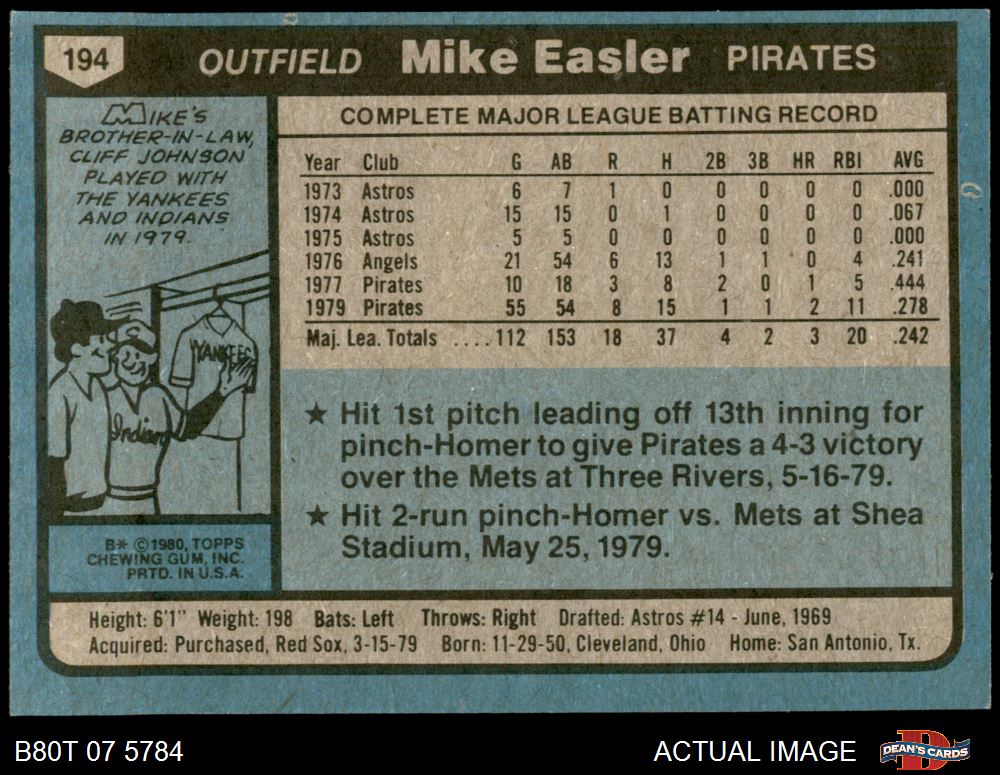 194 OUTFIELD Mike Easler PIRATES
MIKE'S
BROTHER-IN-LAW,
CLIFF JOHNSON
PLAYED WITH
THE YANKEES
AND INDIANS
IN 1979.
YANKEES
Indians
B* ©1980, TOPPS
CHEWING GUM, INC.
PRTD. IN U.S.A.
COMPLETE MAJOR LEAGUE BATTING RECORD
Year Club G AB R H 2B 3B HR RBI AVG
1973 Astros 6 7 1 0 0 0 0 0 .000
1974 Astros 15 15 0 1 0 0 0 0 .067
1975 Astros 5 5 0 0 0 0 0 0 .000
1976 Angels 21 54 6 13 1 1 0 4 .241
1977 Pirates 10 18 3 8 2 0 1 5 .444
1979 Pirates 55 54 8 15 1 1 2 11 .278
Maj. Lea. Totals ....112 153 18 37 4 2 3 20 .242
★ Hit 1st pitch leading off 13th inning for
pinch-Homer to give Pirates a 4-3 victory
over the Mets at Three Rivers, 5-16-79.
★ Hit 2-run pinch-Homer vs. Mets at Shea
Stadium, May 25, 1979.
Height: 6'1" Weight: 198 Bats: Left Throws: Right Drafted: Astros #14 - June, 1969
Acquired: Purchased, Red Sox, 3-15-79 Born: 11-29-50, Cleveland, Ohio Home: San Antonio, Tx.
B80T 07 5784 ACTUAL IMAGE DEAN'S CARDS